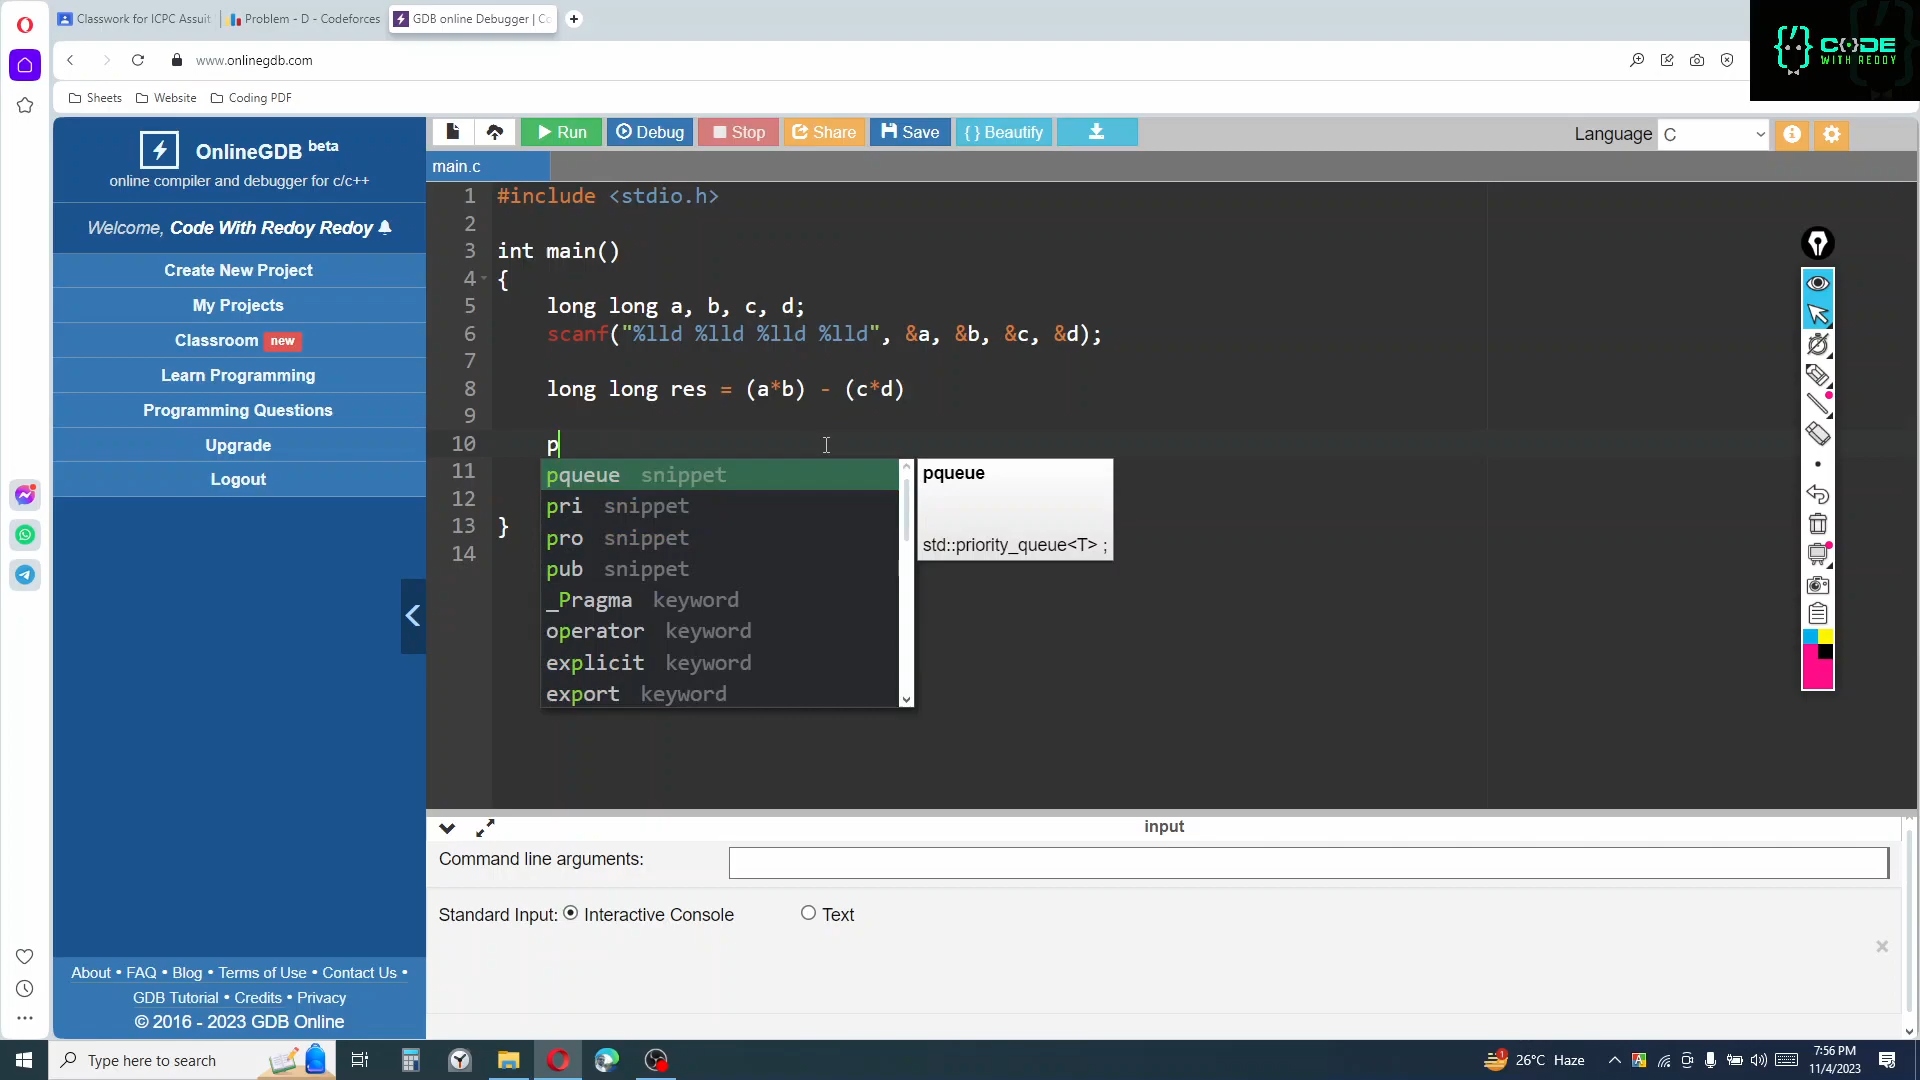 Classwork for ICPC Assuit
Problem - D - Codeforces
GDB online Debugger | Co
www.onlinegdb.com
Sheets
Website
Coding PDF
CODE
WITH REDOY
OnlineGDB beta
online compiler and debugger for c/c++
Welcome, Code With Redoy Redoy
Create New Project
My Projects
Classroom new
Learn Programming
Programming Questions
Upgrade
Logout
About • FAQ • Blog • Terms of Use • Contact Us •
GDB Tutorial • Credits • Privacy
© 2016 - 2023 GDB Online
Run
Debug
Stop
Share
Save
{ } Beautify
Language C
main.c
1 #include <stdio.h>
2
3 int main()
4 {
5 long long a, b, c, d;
6 scanf("%lld %lld %lld %lld", &a, &b, &c, &d);
7
8 long long res = (a*b) - (c*d)
9
10 p
11
12
13 }
14
pqueue snippet
pri snippet
pro snippet
pub snippet
_Pragma keyword
operator keyword
explicit keyword
export keyword
pqueue
std::priority_queue<T> ;
input
Command line arguments:
Standard Input: Interactive Console Text
Type here to search
1
26°C Haze
7:56 PM
11/4/2023